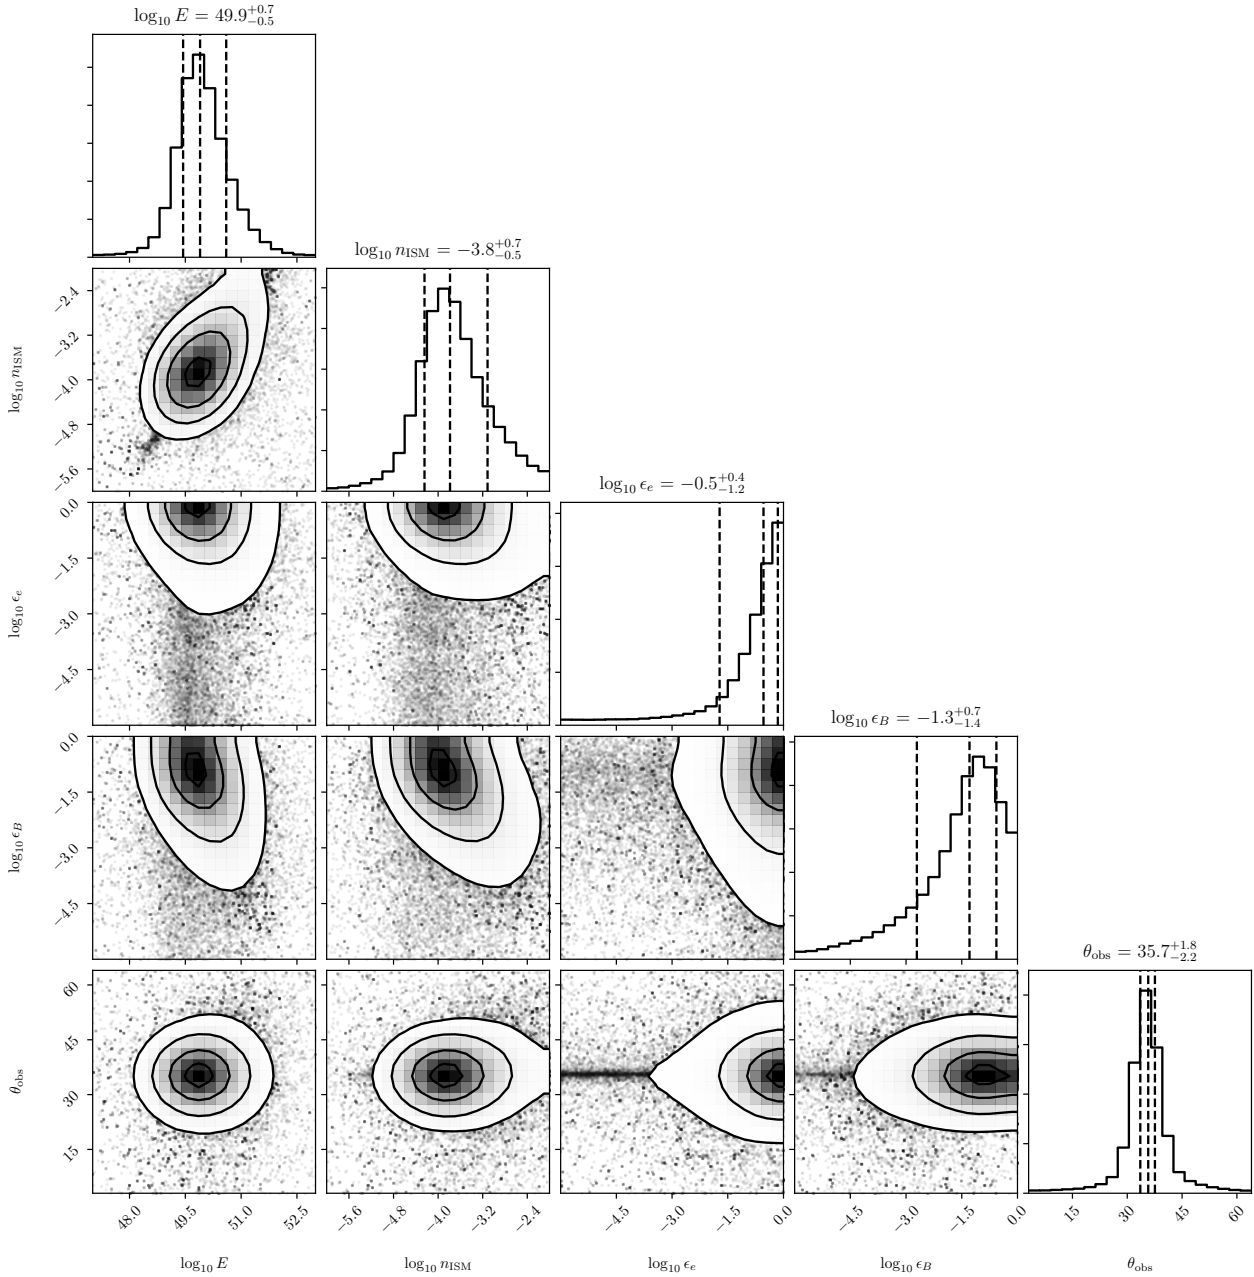 log₁₀ E = 49.9⁺⁰·⁷₋₀.₅
log₁₀ n_ISM = −3.8⁺⁰·⁷₋₀.₅
−2.4
−3.2
−4.0
−4.8
−5.6
log₁₀ n_ISM
log₁₀ ϵₑ = −0.5⁺⁰·⁴₋₁.₂
0.0
−1.5
−3.0
−4.5
log₁₀ ϵₑ
log₁₀ ϵ_B = −1.3⁺⁰·⁷₋₁.₄
0.0
−1.5
−3.0
−4.5
log₁₀ ϵ_B
θ_obs = 35.7⁺¹·⁸₋₂.₂
60
45
30
15
θ_obs
48.0 49.5 51.0 52.5 −5.6 −4.8 −4.0 −3.2 −2.4 −4.5 −3.0 −1.5 0.0 −4.5 −3.0 −1.5 0.0 15 30 45 60
log₁₀ E log₁₀ n_ISM log₁₀ ϵₑ log₁₀ ϵ_B θ_obs